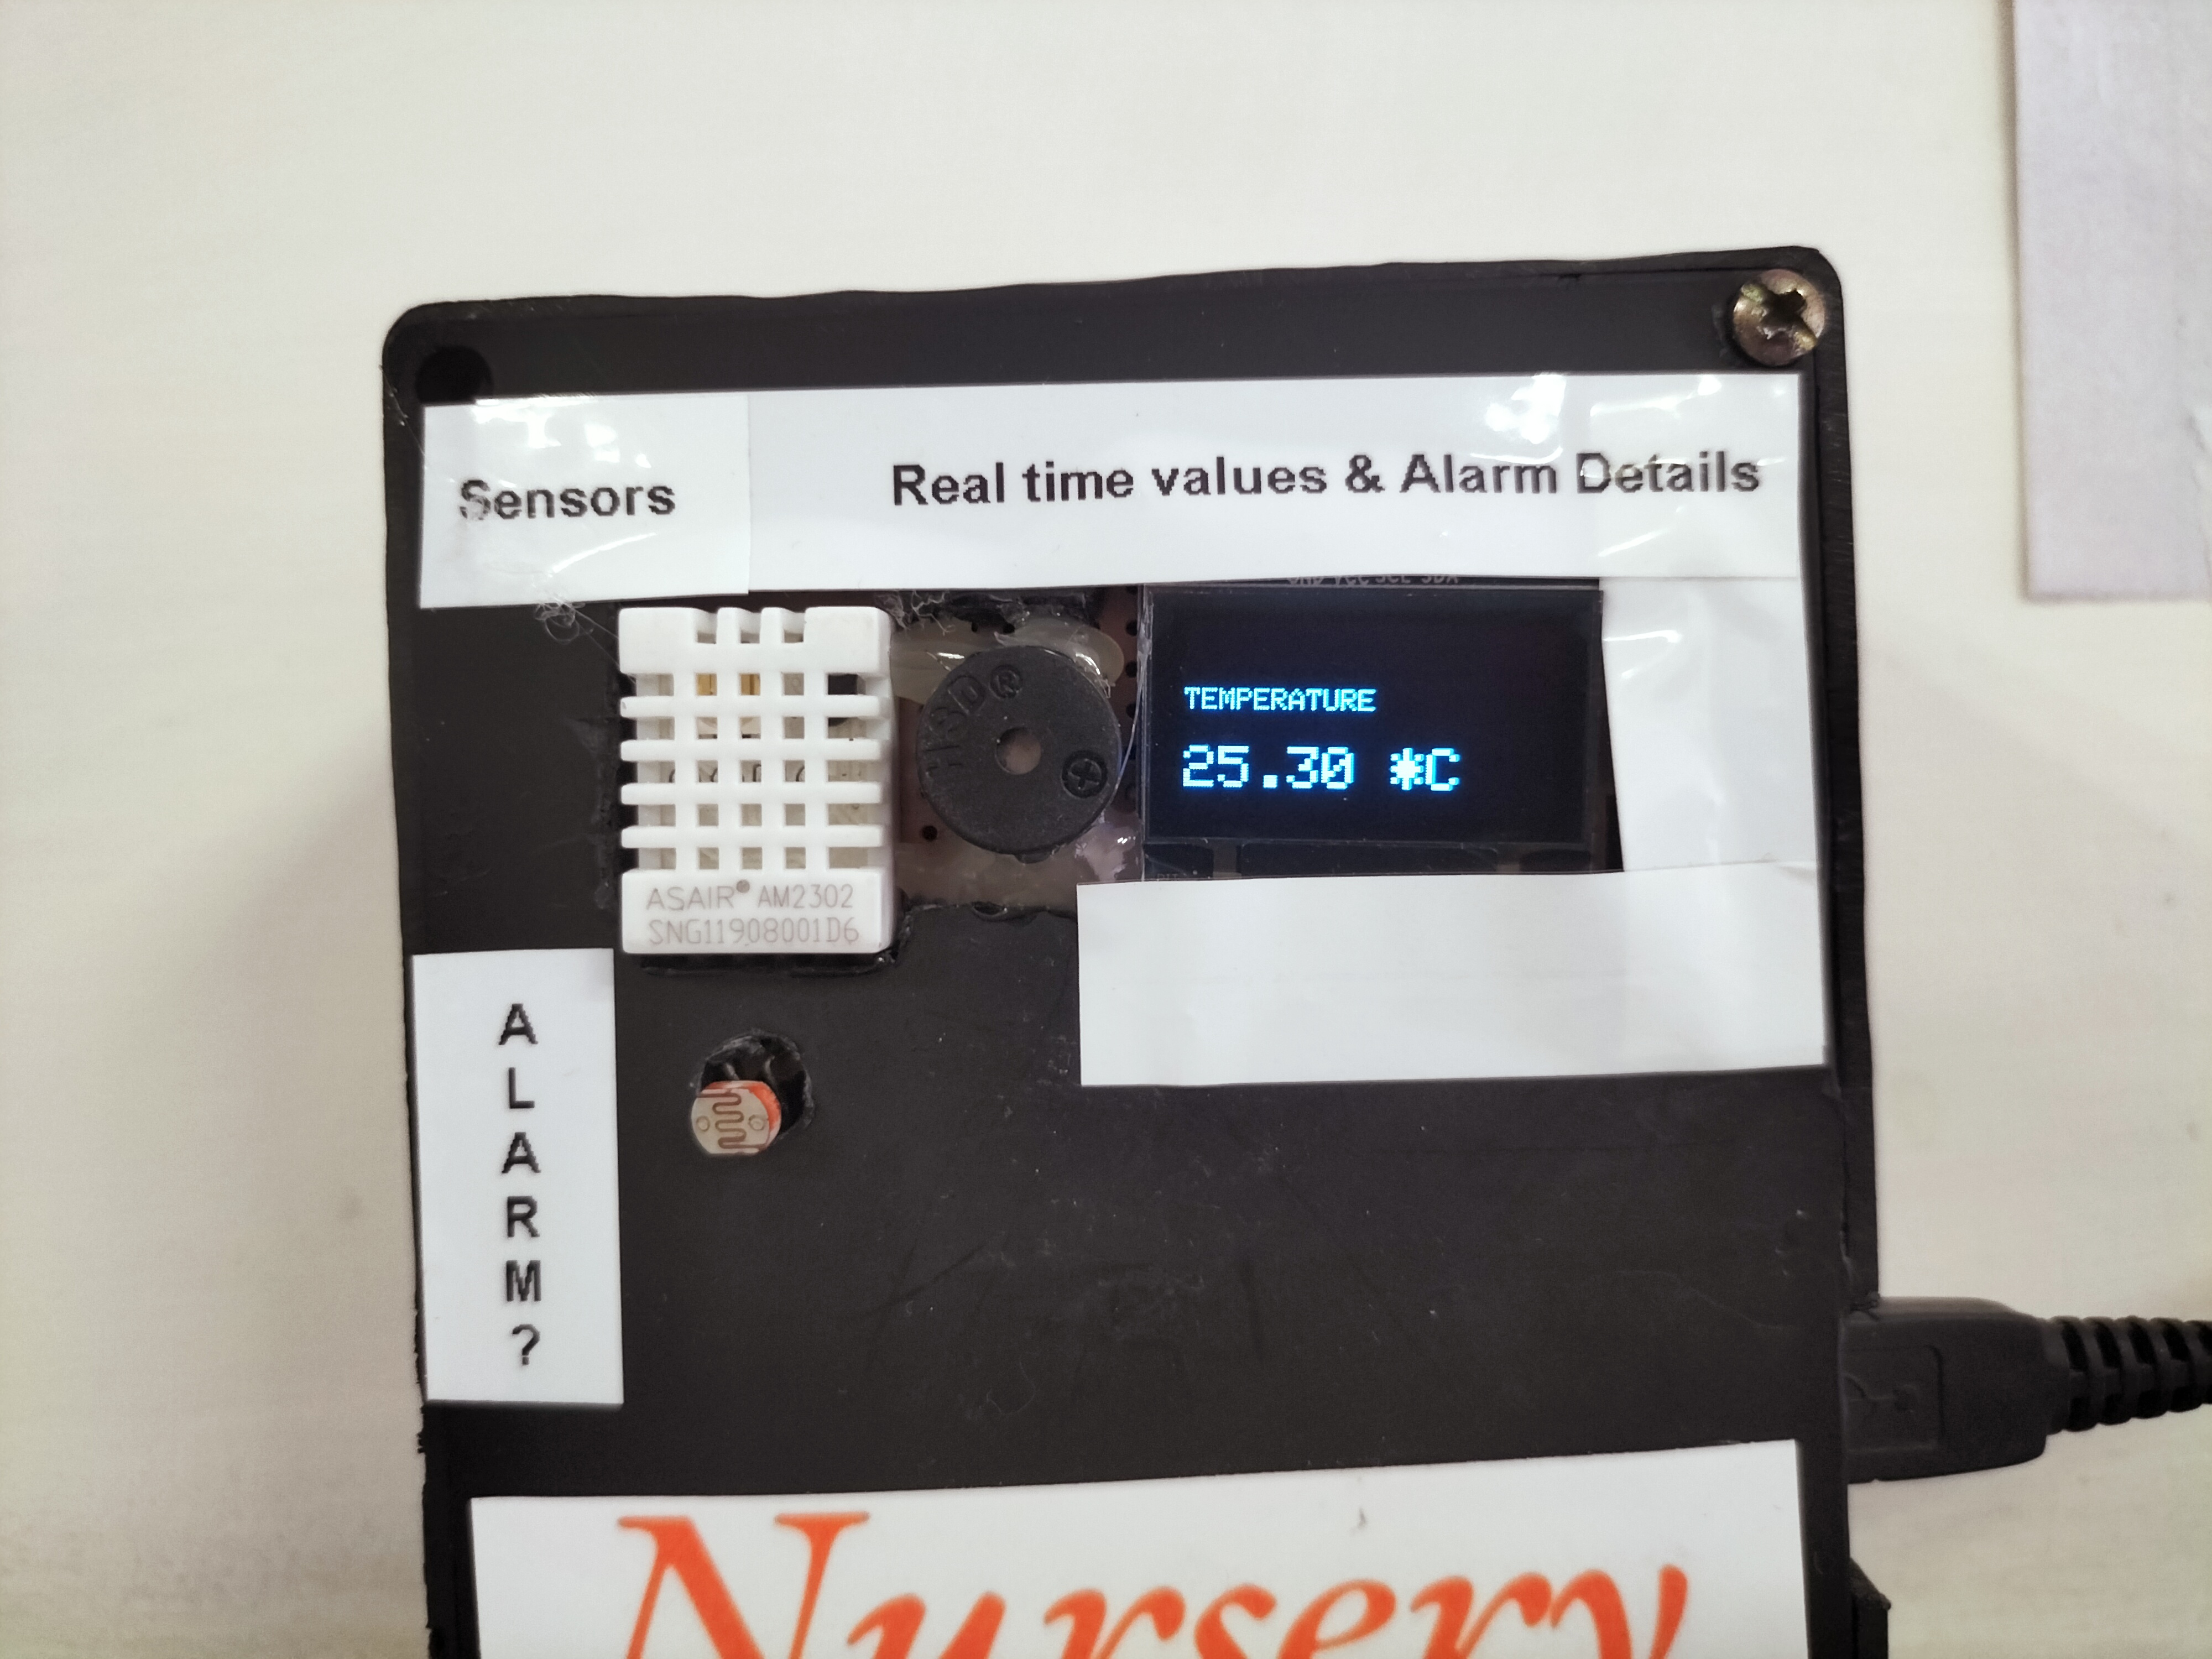 Sensors
Real time values & Alarm Details
TEMPERATURE
25.30 *C
ASAIR® AM2302
SNG11908001D6
A
L
A
R
M
?
Nursery